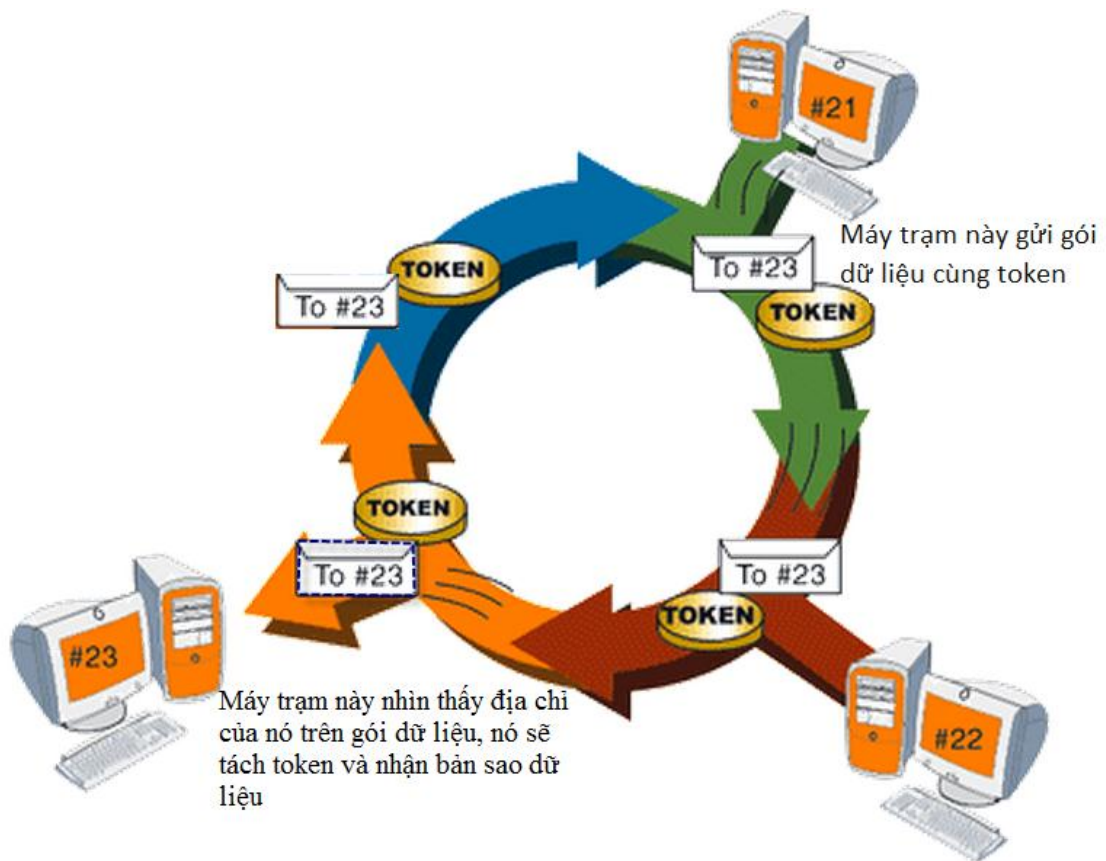 #21
Máy trạm này gửi gói
dữ liệu cùng token
To #23
TOKEN
TOKEN
To #23
TOKEN
To #23
To #23
TOKEN
#23
Máy trạm này nhìn thấy địa chỉ
của nó trên gói dữ liệu, nó sẽ
tách token và nhận bản sao dữ
liệu
#22